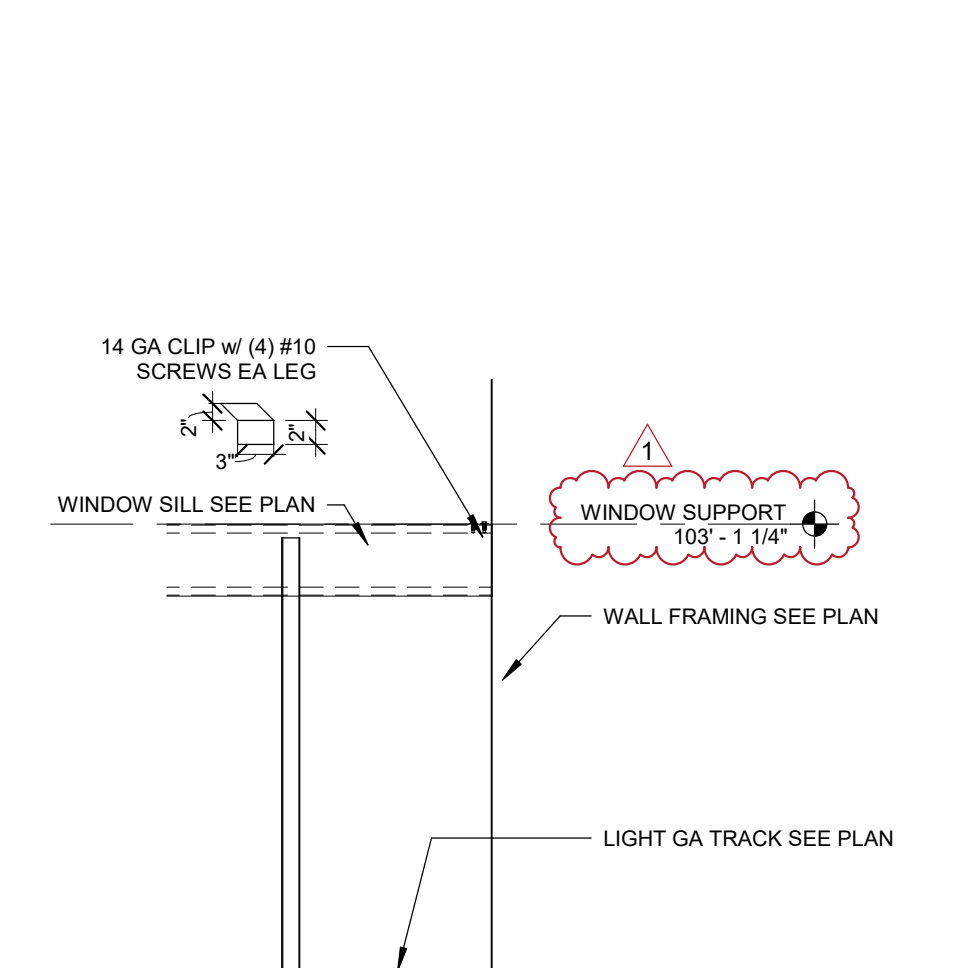 14 GA CLIP w/ (4) #10
SCREWS EA LEG
2"
2"
3"
1
WINDOW SILL SEE PLAN
WINDOW SUPPORT
103' - 1 1/4"
WALL FRAMING SEE PLAN
LIGHT GA TRACK SEE PLAN